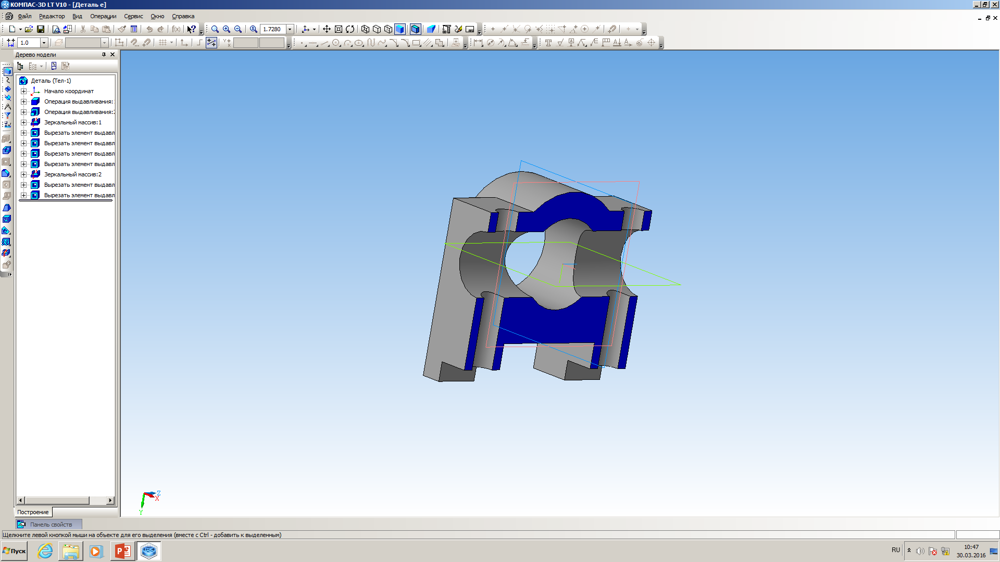 КОМПАС-3D LT V10 - [Деталь е]
Файл Редактор Вид Операции Сервис Окно Справка
1.7280
1.0
Дерево модели
Деталь (Тел-1)
Начало координат
Операция выдавливания:
Операция выдавливания:2
Зеркальный массив:1
Вырезать элемент выдавл
Вырезать элемент выдавл
Вырезать элемент выдавл
Вырезать элемент выдавл
Зеркальный массив:2
Вырезать элемент выдавл
Вырезать элемент выдавл
Z
X
Y
Построение
Панель свойств
Щелкните левой кнопкой мыши на объекте для его выделения (вместе с Ctrl - добавить к выделенным)
Пуск
RU
10:47
30.03.2016